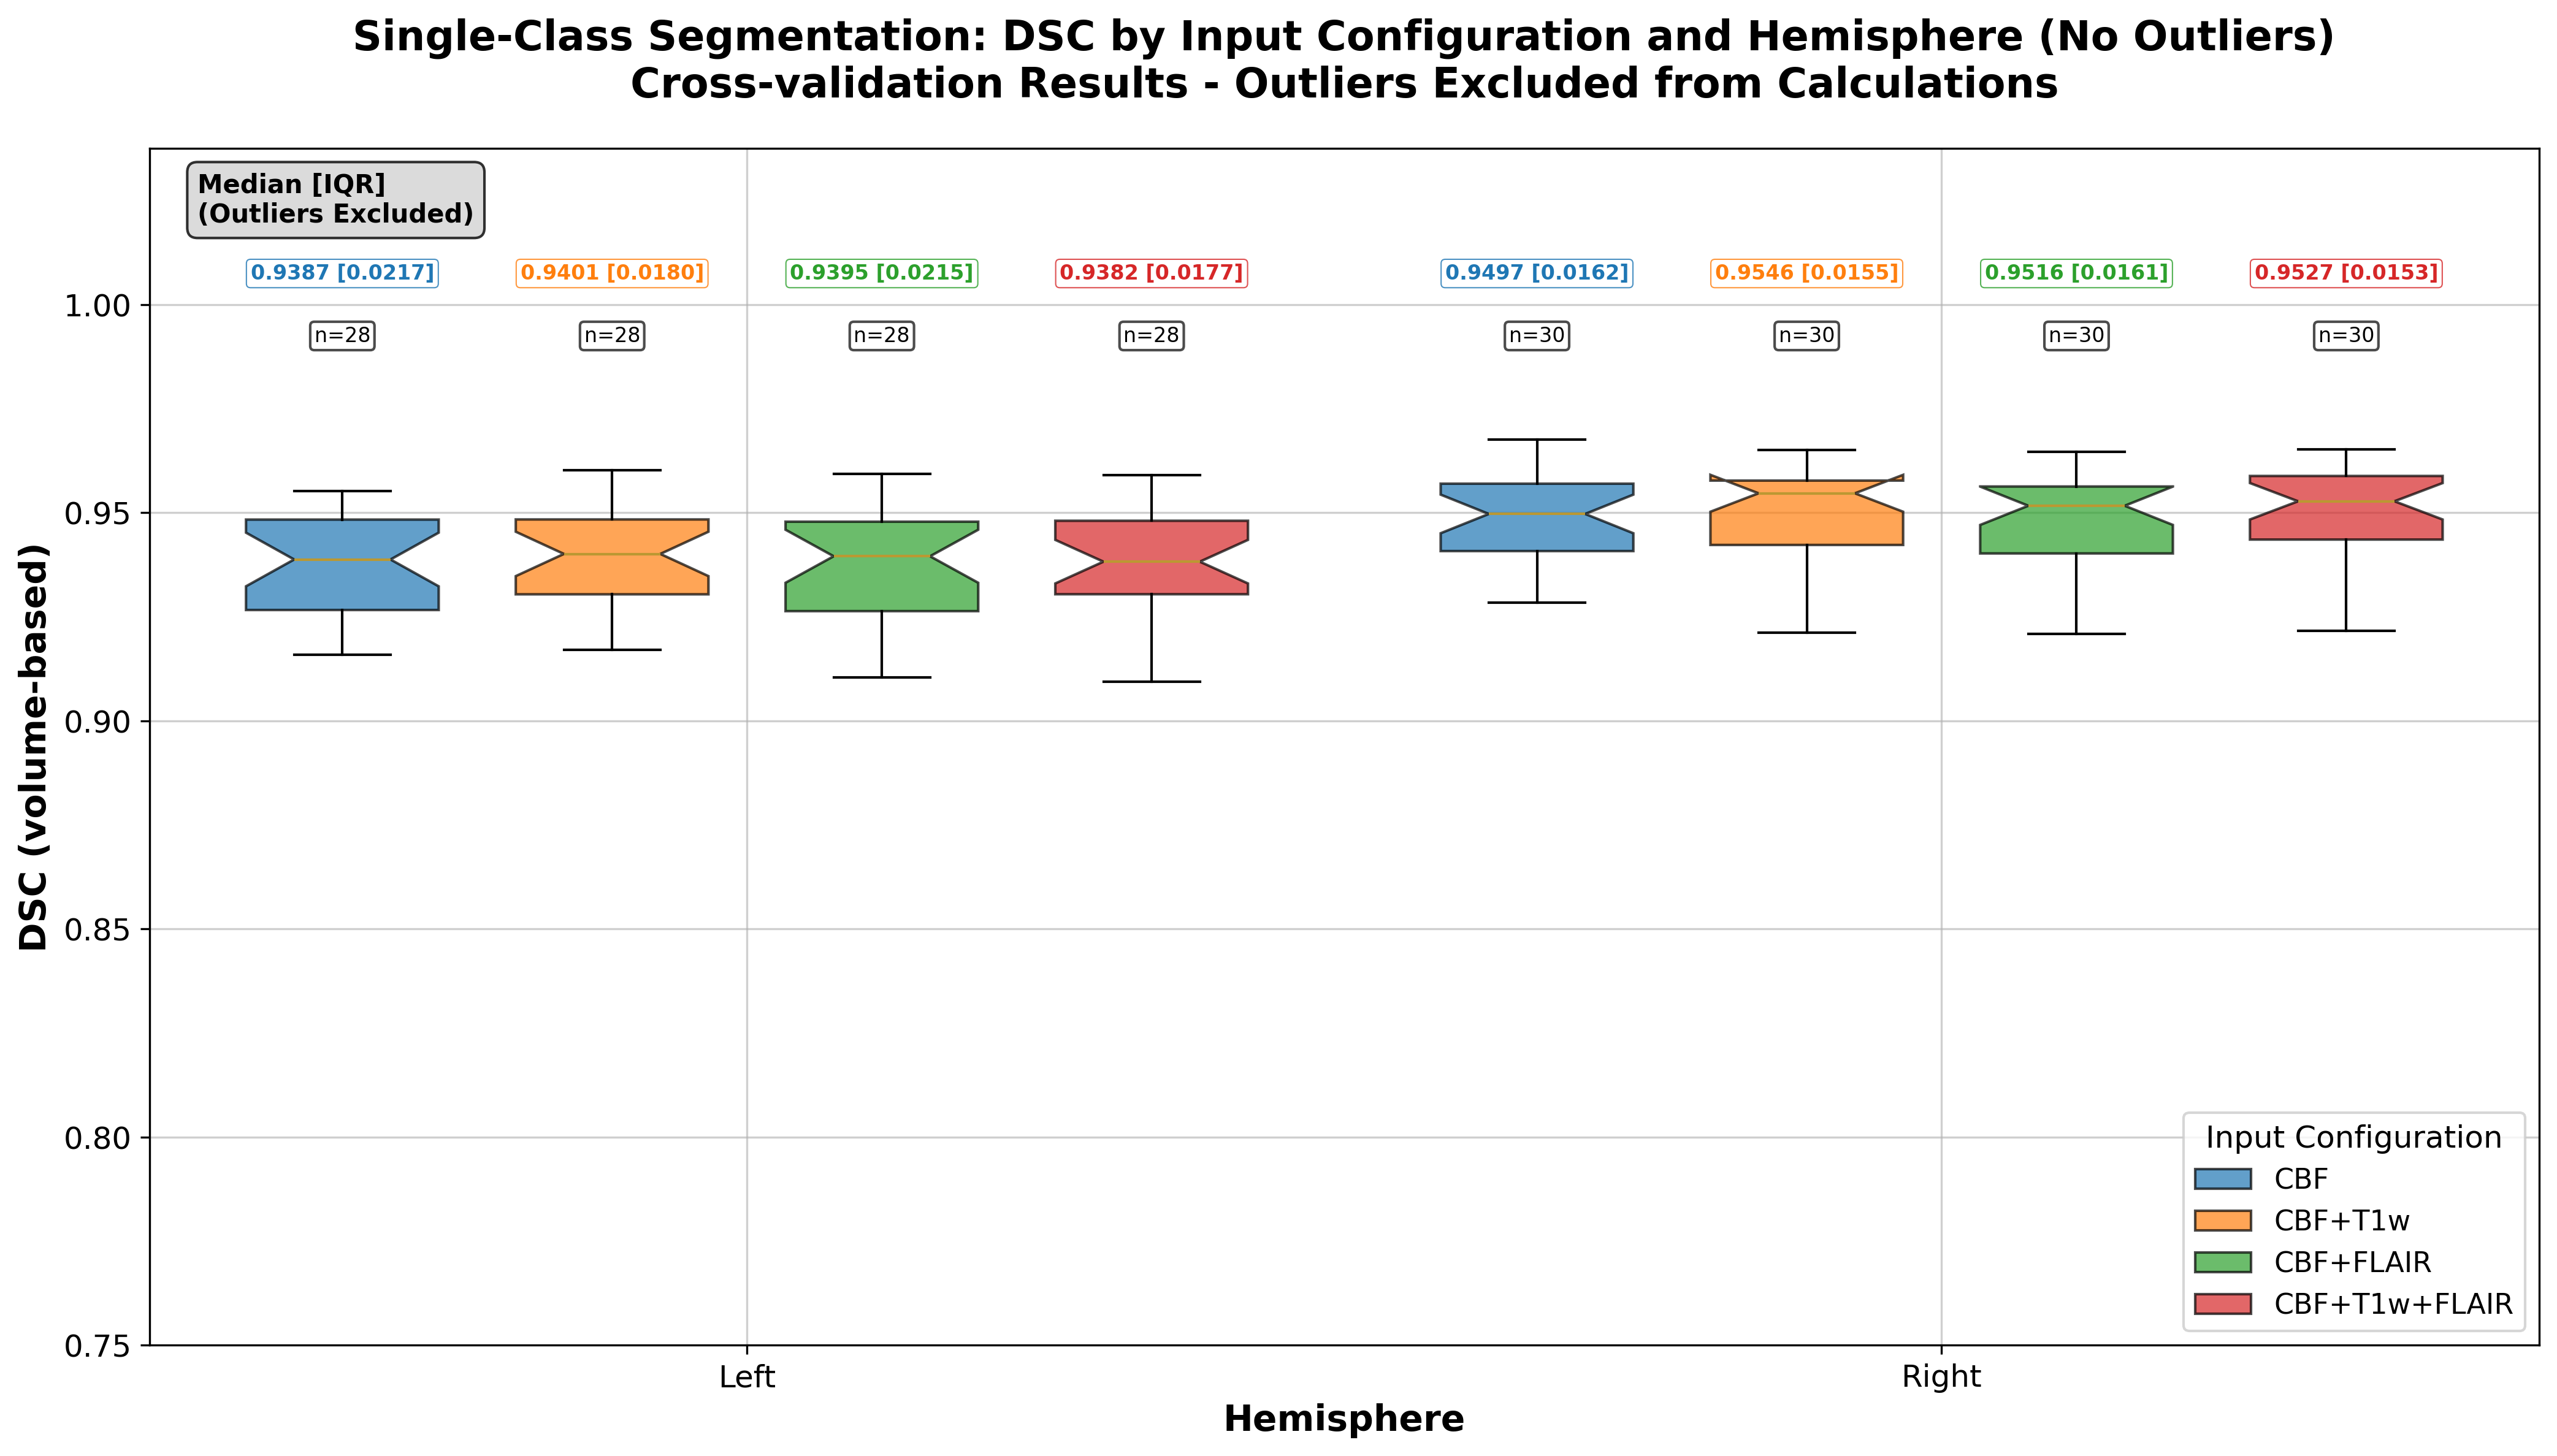 Single-Class Segmentation: DSC by Input Configuration and Hemisphere (No Outliers)
Cross-validation Results - Outliers Excluded from Calculations
Median [IQR]
(Outliers Excluded)
0.9387 [0.0217]
0.9401 [0.0180]
0.9395 [0.0215]
0.9382 [0.0177]
0.9497 [0.0162]
0.9546 [0.0155]
0.9516 [0.0161]
0.9527 [0.0153]
n=28
n=28
n=28
n=28
n=30
n=30
n=30
n=30
1.00
0.95
0.90
0.85
0.80
0.75
DSC (volume-based)
Input Configuration
CBF
CBF+T1w
CBF+FLAIR
CBF+T1w+FLAIR
Left
Right
Hemisphere